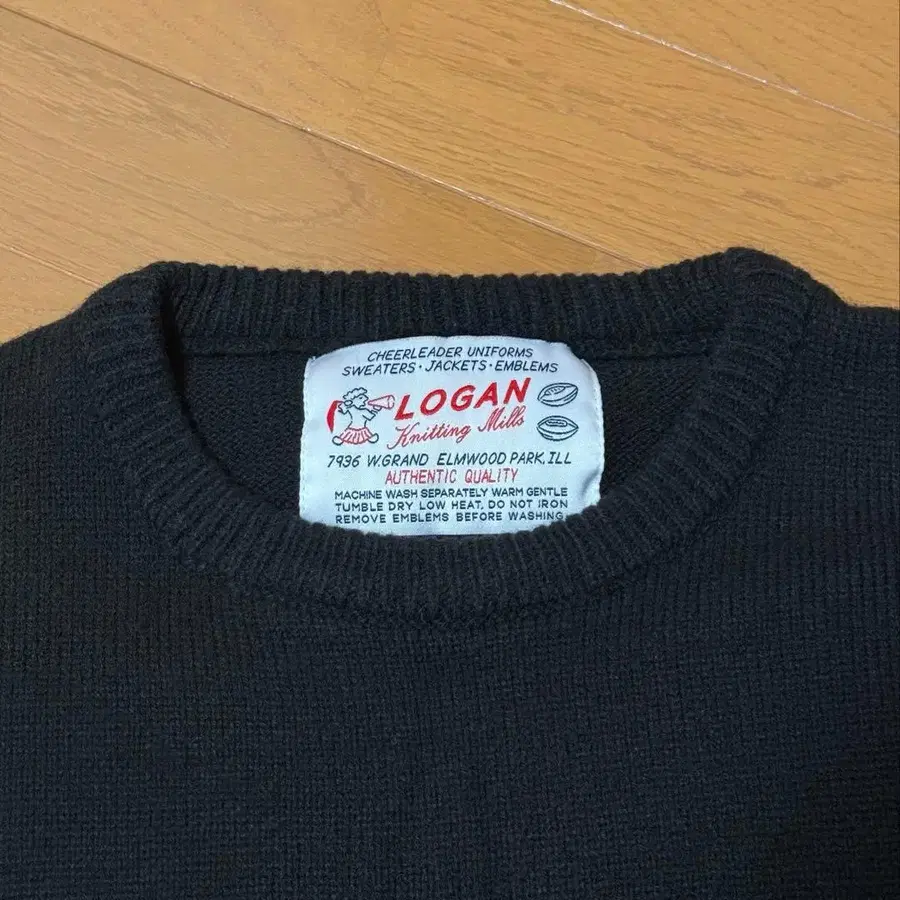 CHEERLEADER UNIFORMS
SWEATERS · JACKETS · EMBLEMS
LOGAN
Knitting Mills
7936 W. GRAND ELMWOOD PARK, ILL
AUTHENTIC QUALITY
MACHINE WASH SEPARATELY WARM GENTLE
TUMBLE DRY LOW HEAT, DO NOT IRON
REMOVE EMBLEMS BEFORE WASHING